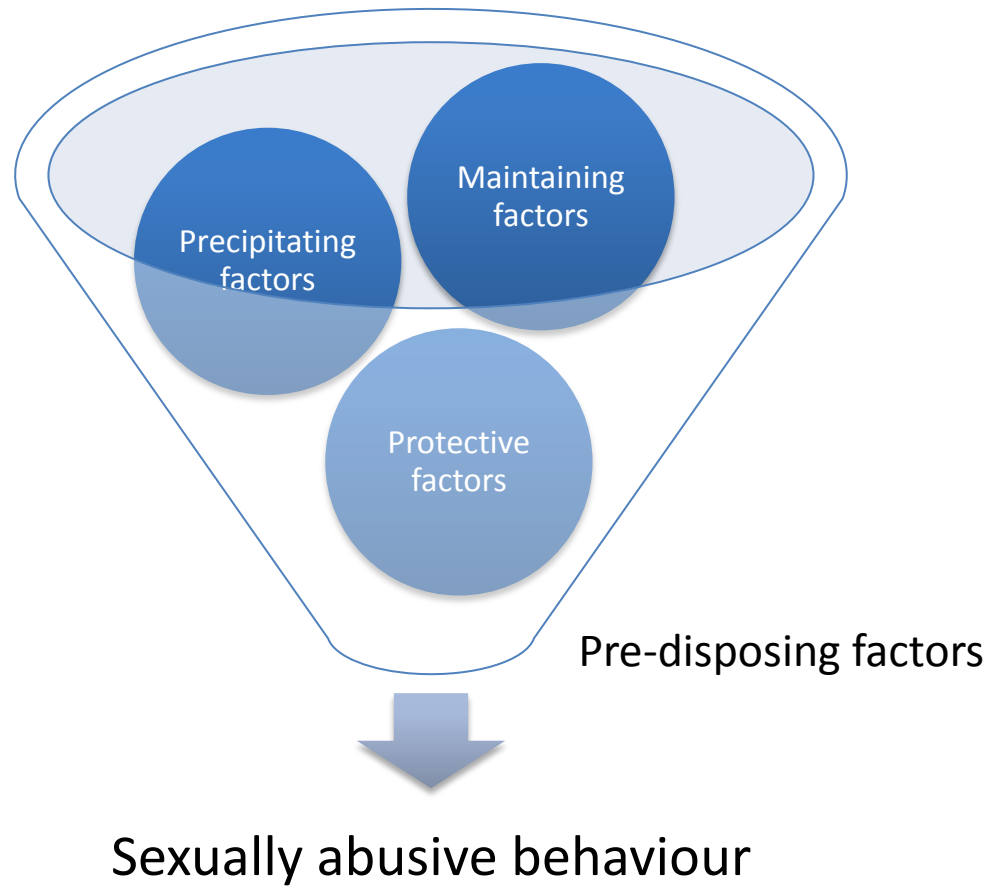 Maintaining
factors
Precipitating
factors
Protective
factors
Pre-disposing factors
Sexually abusive behaviour